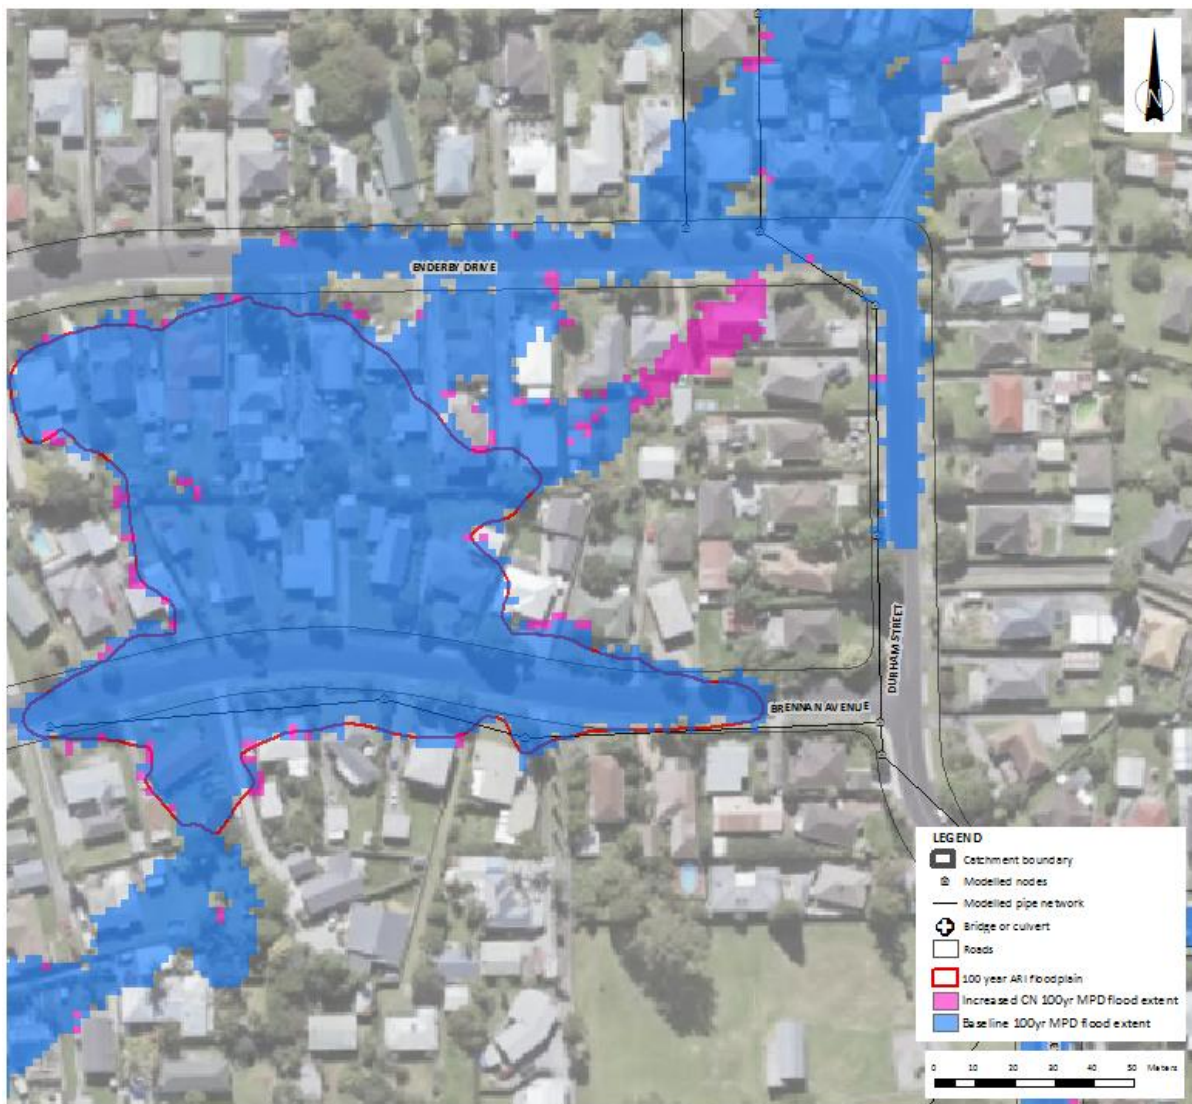 N
ENDERBY DRIVE
DURHAM STREET
BRENNAN AVENUE
LEGEND
Catchment boundary
Modelled nodes
Modelled pipe network
Bridge or culvert
Roads
100 year ARI floodplain
Increased CN 100yr MPD flood extent
Baseline 100yr MPD flood extent
0 10 20 30 40 50 Meters